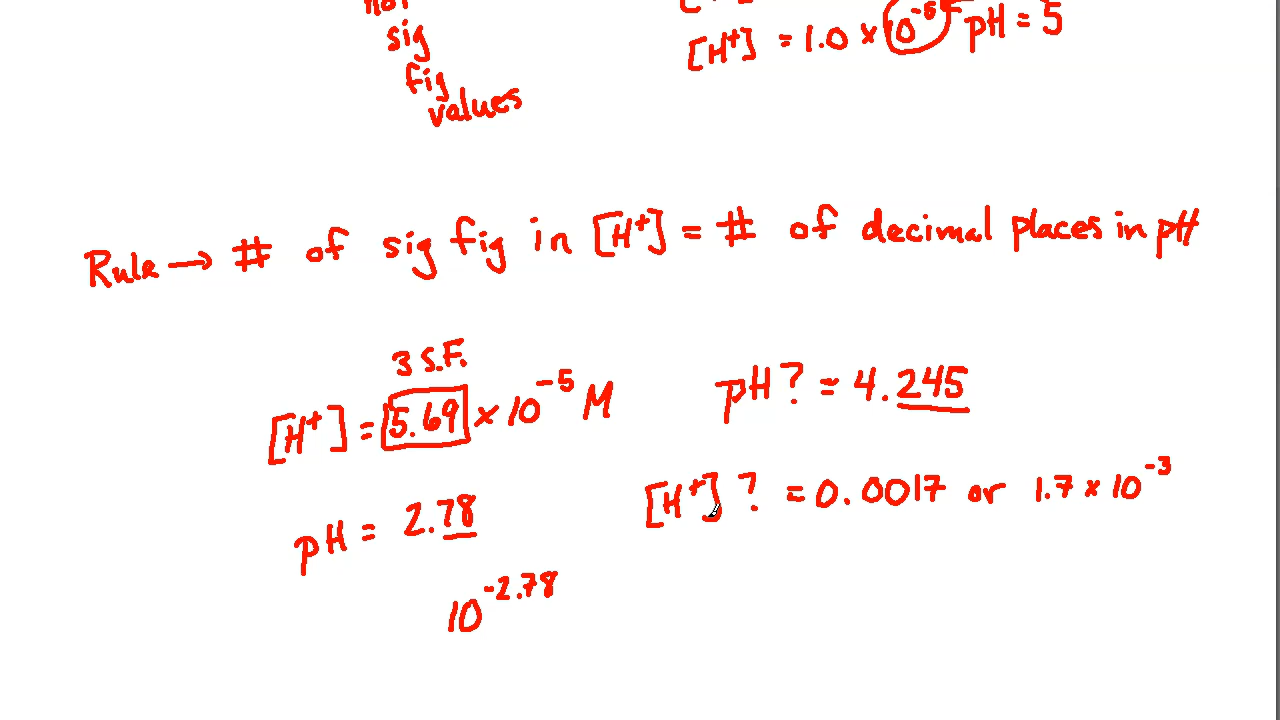 sig
fig
values
[H⁺] = 1.0 × 10⁻⁵ pH = 5
Rule → # of sig fig in [H⁺] = # of decimal places in pH
3 S.F.
[H⁺] = 5.69 × 10⁻⁵ M pH? = 4.245
pH = 2.78 [H⁺]? = 0.0017 or 1.7 × 10⁻³
10⁻²·⁷⁸